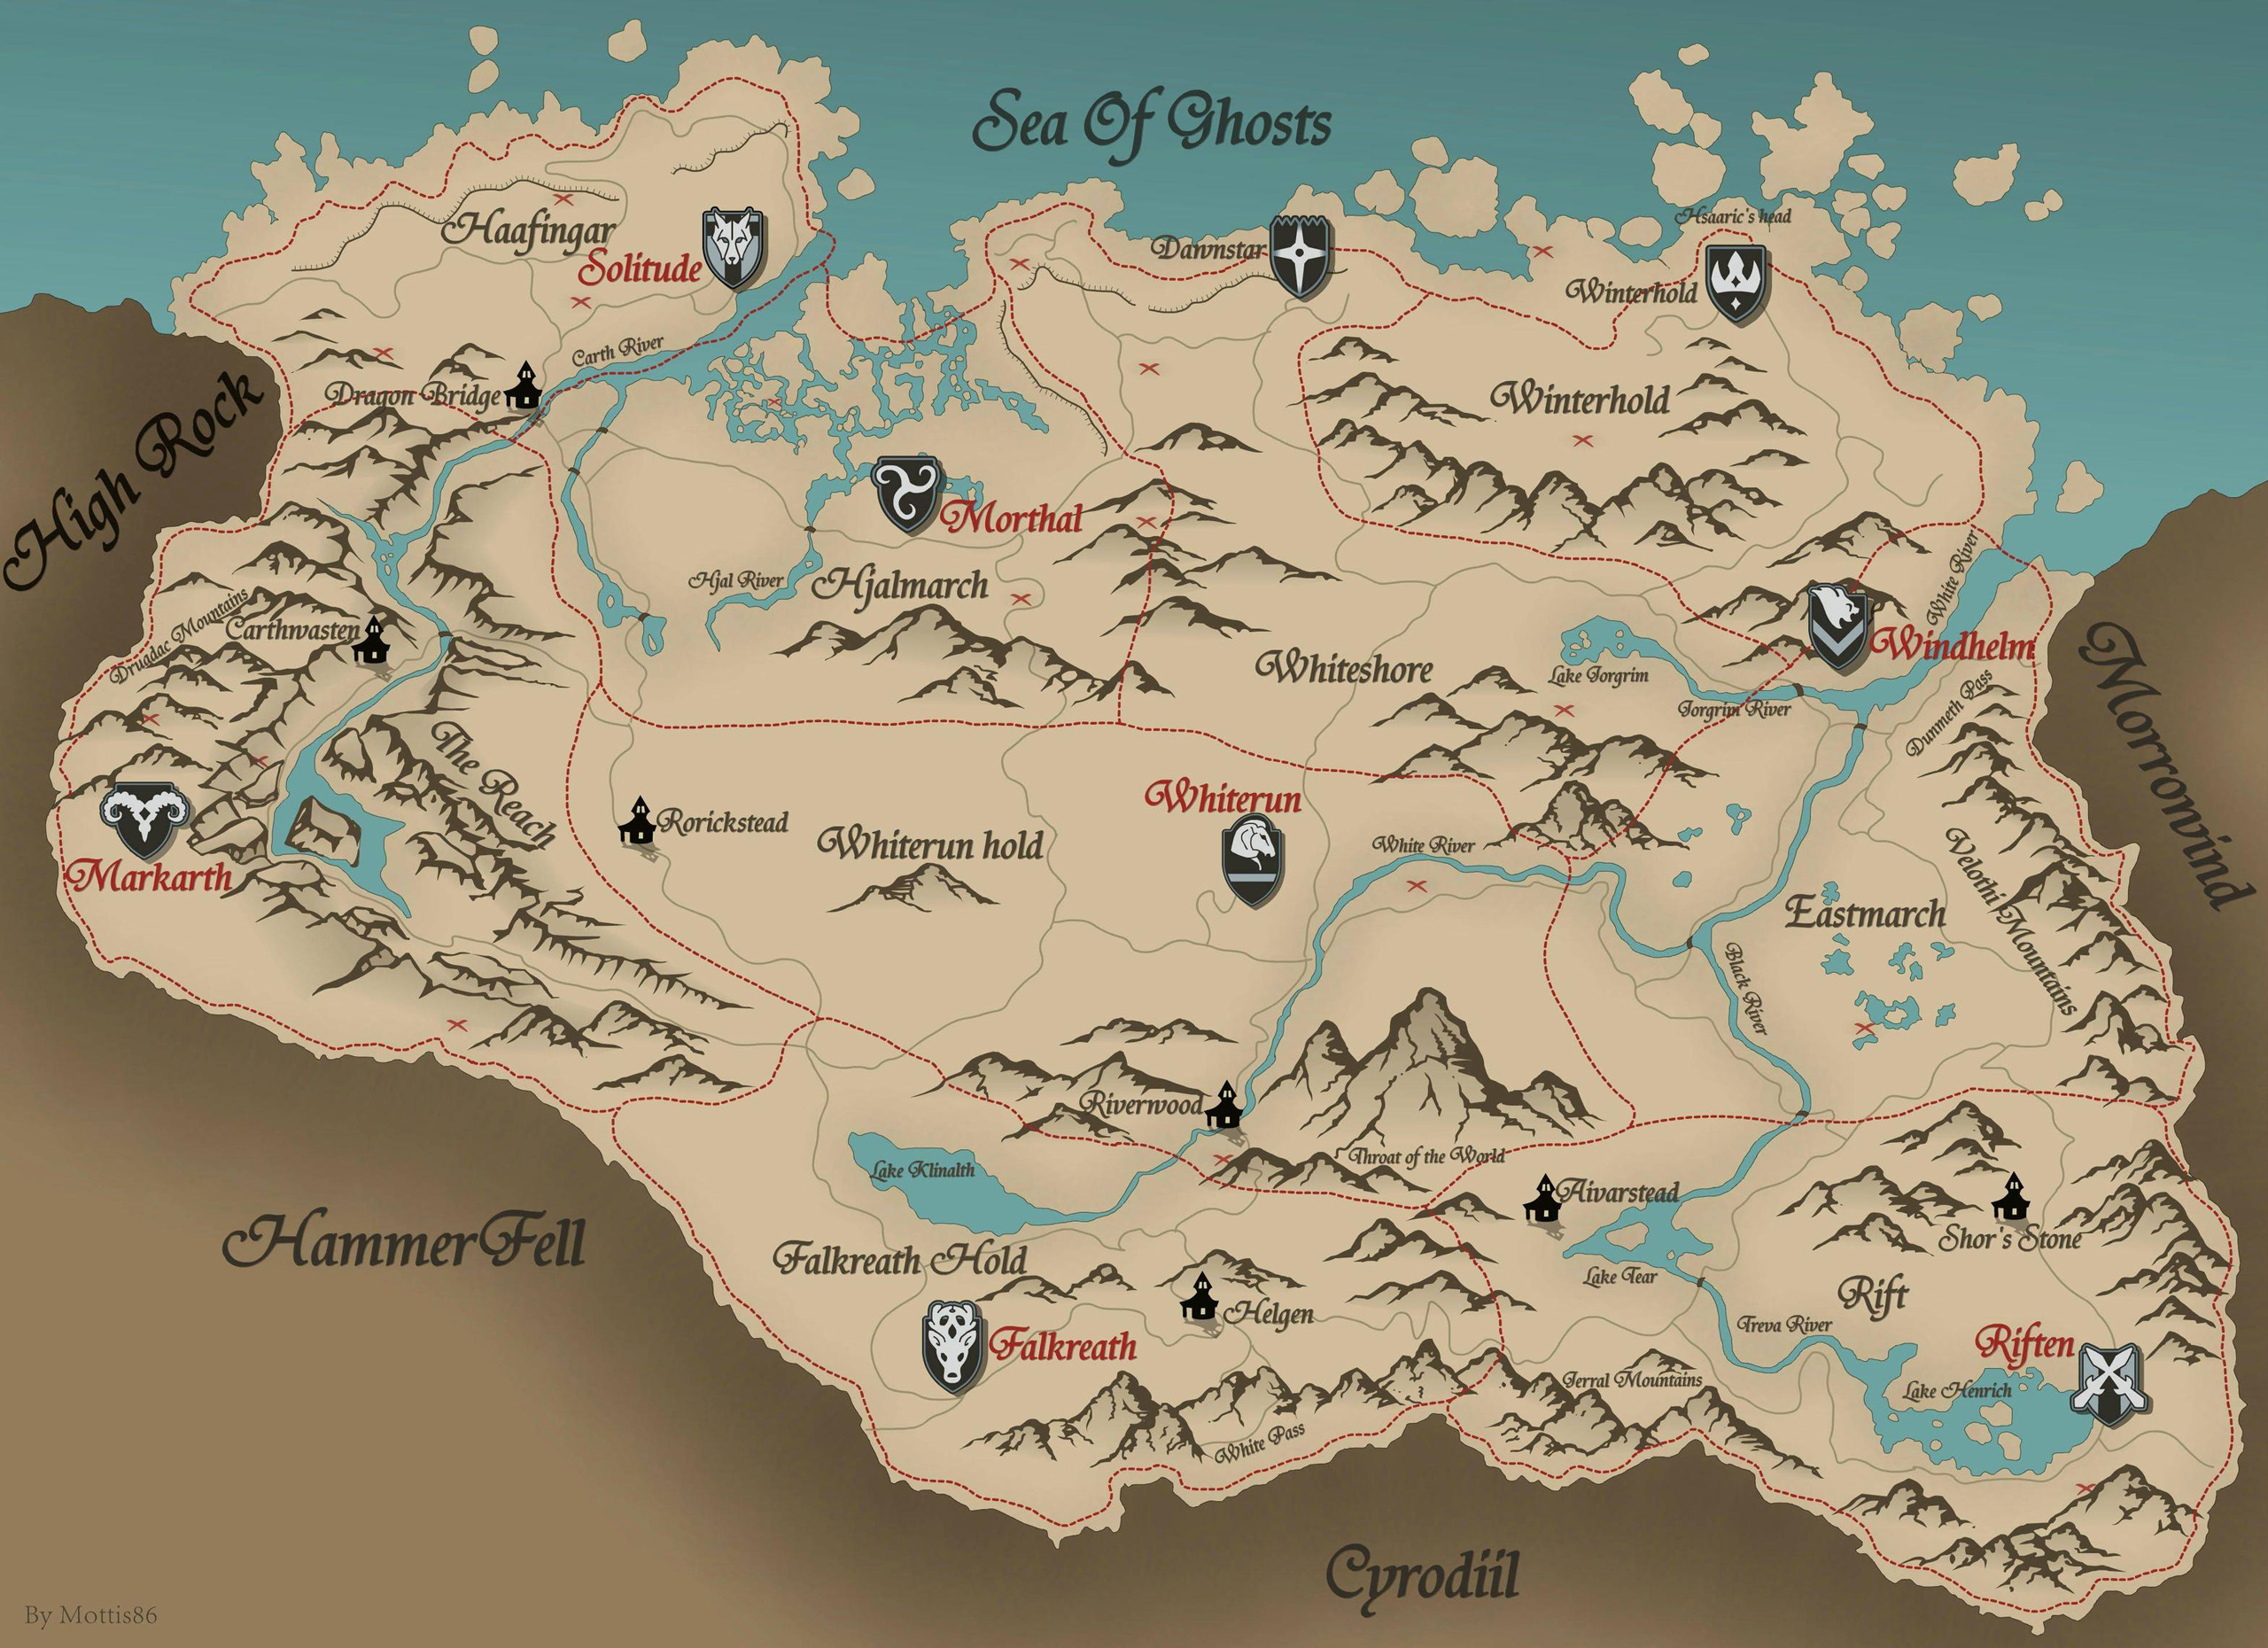 Sea Of Ghosts
Hsaaric's head
Haafingar
Solitude
Dawnstar
Winterhold
Carth River
Dragon Bridge
High Rock
Winterhold
Morthal
Hjal River
Hjalmarch
White River
Druadac Mountains
Carthwasten
Whiteshore
Lake Jorgrim
Windhelm
Jorgrim River
Dunmeth Pass
Morrowind
The Reach
Whiterun
Rorickstead
Whiterun hold
White River
Markarth
Eastmarch
Velothi Mountains
Black River
Riverwood
Throat of the World
Lake Klinalth
Aivarstead
Shor's Stone
HammerFell
Falkreath Hold
Lake Tear
Rift
Helgen
Treva River
Falkreath
Riften
Jerral Mountains
Lake Henrich
White Pass
Cyrodiil
By Mottis86